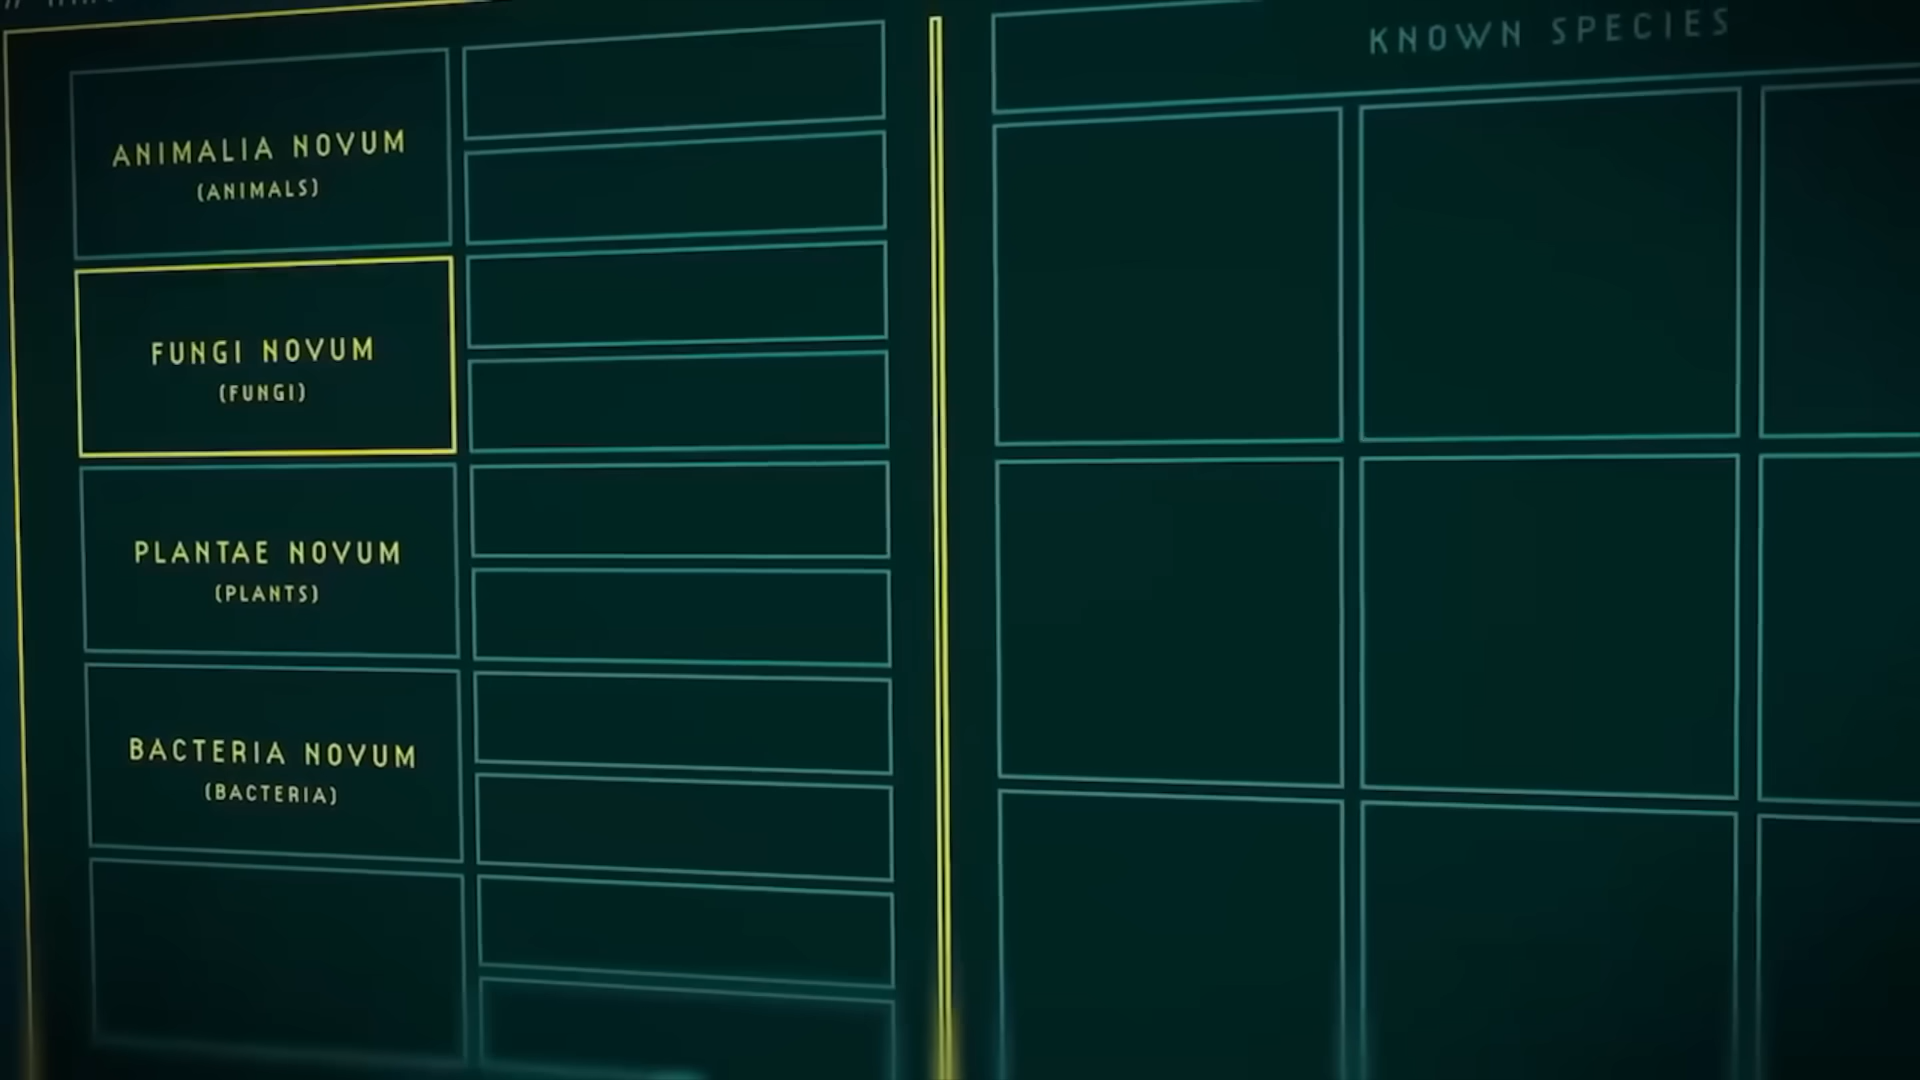 ANIMALIA NOVUM
(ANIMALS)
FUNGI NOVUM
(FUNGI)
PLANTAE NOVUM
(PLANTS)
BACTERIA NOVUM
(BACTERIA)
KNOWN SPECIES